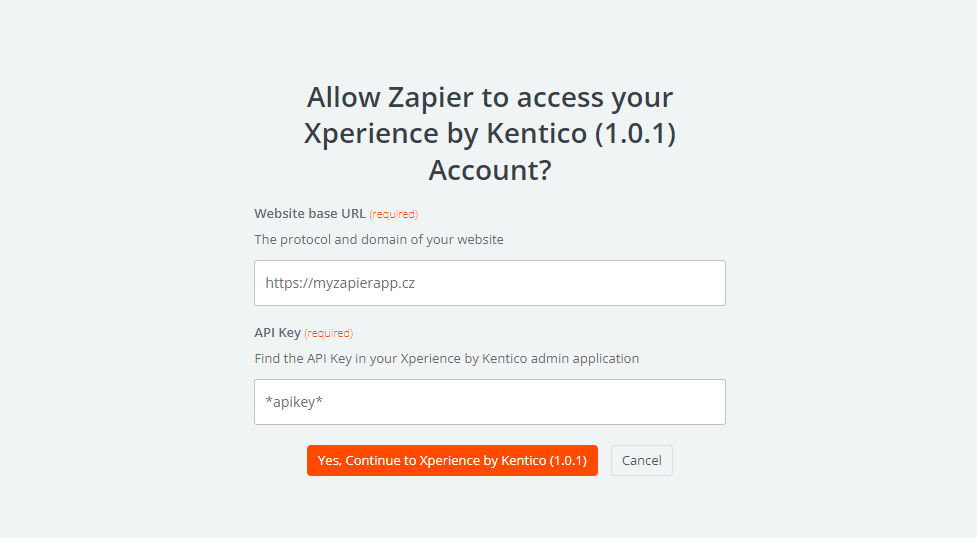 Allow Zapier to access your
Xperience by Kentico (1.0.1)
Account?
Website base URL (required)
The protocol and domain of your website
https://myzapierapp.cz
API Key (required)
Find the API Key in your Xperience by Kentico admin application
*apikey*
Yes, Continue to Xperience by Kentico (1.0.1)
Cancel